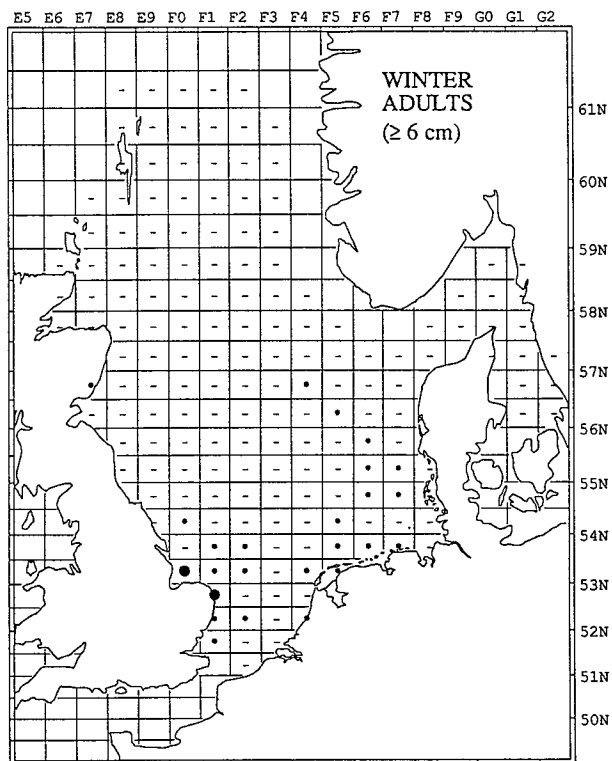 E5 E6 E7 E8 E9 F0 F1 F2 F3 F4 F5 F6 F7 F8 F9 G0 G1 G2
WINTER
ADULTS
(≥ 6 cm)
61N
60N
59N
58N
57N
56N
55N
54N
53N
52N
51N
50N